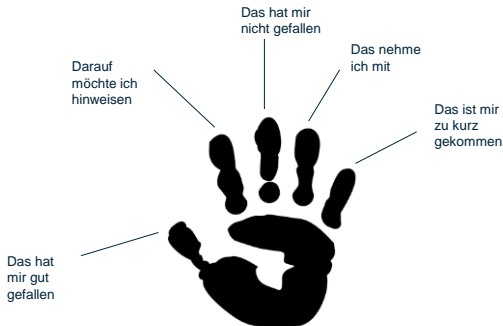 Das hat mir
nicht gefallen
Das nehme
ich mit
Darauf
möchte ich
hinweisen
Das ist mir
zu kurz
gekommen
Das hat
mir gut
gefallen